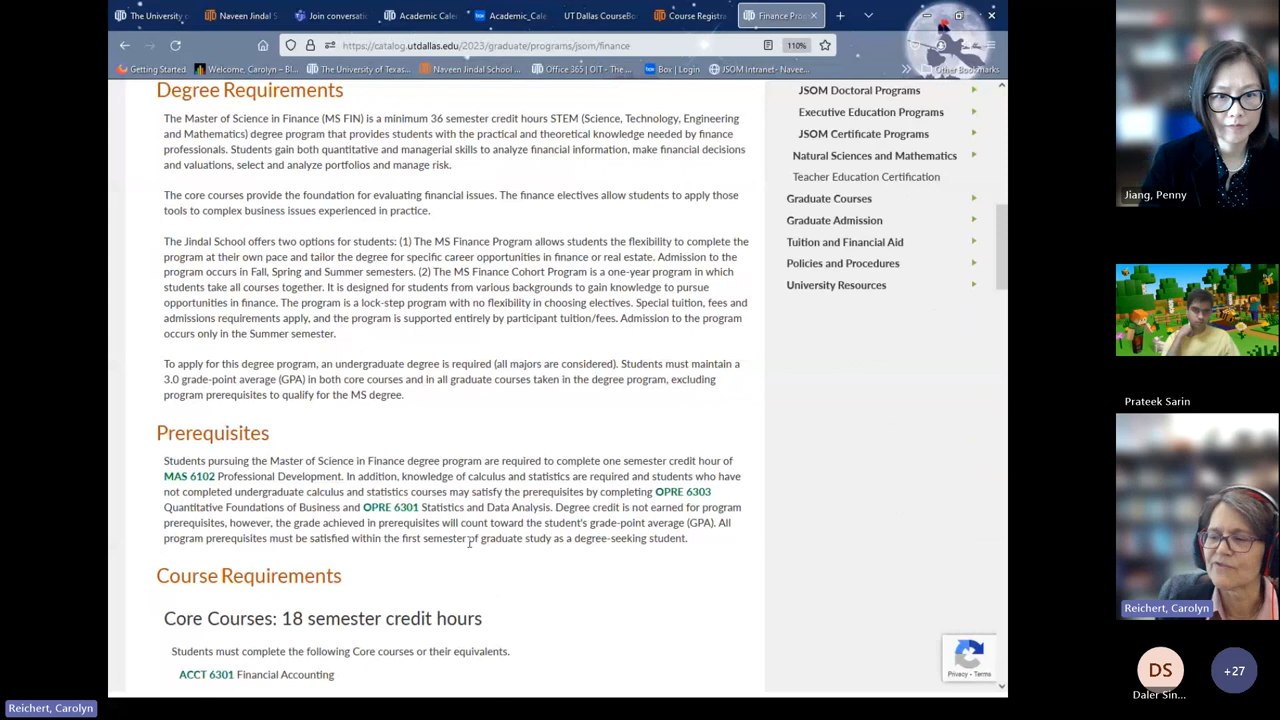 The University o
Naveen Jindal S
Join conversati
Academic Cale
Academic_Cale
UT Dallas CourseBo
Course Registra
Finance Prog
https://catalog.utdallas.edu/2023/graduate/programs/jsom/finance
110%
Getting Started
Welcome, Carolyn – Bl...
The University of Texas...
Naveen Jindal School ...
Office 365 | OIT - The ...
Box | Login
JSOM Intranet- Navee...
Other Bookmarks
Degree Requirements
The Master of Science in Finance (MS FIN) is a minimum 36 semester credit hours STEM (Science, Technology, Engineering
and Mathematics) degree program that provides students with the practical and theoretical knowledge needed by finance
professionals. Students gain both quantitative and managerial skills to analyze financial information, make financial decisions
and valuations, select and analyze portfolios and manage risk.
The core courses provide the foundation for evaluating financial issues. The finance electives allow students to apply those
tools to complex business issues experienced in practice.
The Jindal School offers two options for students: (1) The MS Finance Program allows students the flexibility to complete the
program at their own pace and tailor the degree for specific career opportunities in finance or real estate. Admission to the
program occurs in Fall, Spring and Summer semesters. (2) The MS Finance Cohort Program is a one-year program in which
students take all courses together. It is designed for students from various backgrounds to gain knowledge to pursue
opportunities in finance. The program is a lock-step program with no flexibility in choosing electives. Special tuition, fees and
admissions requirements apply, and the program is supported entirely by participant tuition/fees. Admission to the program
occurs only in the Summer semester.
To apply for this degree program, an undergraduate degree is required (all majors are considered). Students must maintain a
3.0 grade-point average (GPA) in both core courses and in all graduate courses taken in the degree program, excluding
program prerequisites to qualify for the MS degree.
Prerequisites
Students pursuing the Master of Science in Finance degree program are required to complete one semester credit hour of
MAS 6102 Professional Development. In addition, knowledge of calculus and statistics are required and students who have
not completed undergraduate calculus and statistics courses may satisfy the prerequisites by completing OPRE 6303
Quantitative Foundations of Business and OPRE 6301 Statistics and Data Analysis. Degree credit is not earned for program
prerequisites, however, the grade achieved in prerequisites will count toward the student's grade-point average (GPA). All
program prerequisites must be satisfied within the first semester of graduate study as a degree-seeking student.
Course Requirements
Core Courses: 18 semester credit hours
Students must complete the following Core courses or their equivalents.
ACCT 6301 Financial Accounting
JSOM Doctoral Programs
Executive Education Programs
JSOM Certificate Programs
Natural Sciences and Mathematics
Teacher Education Certification
Graduate Courses
Graduate Admission
Tuition and Financial Aid
Policies and Procedures
University Resources
Privacy - Terms
Jiang, Penny
Prateek Sarin
Reichert, Carolyn
DS
Daler Sin...
+27
Reichert, Carolyn